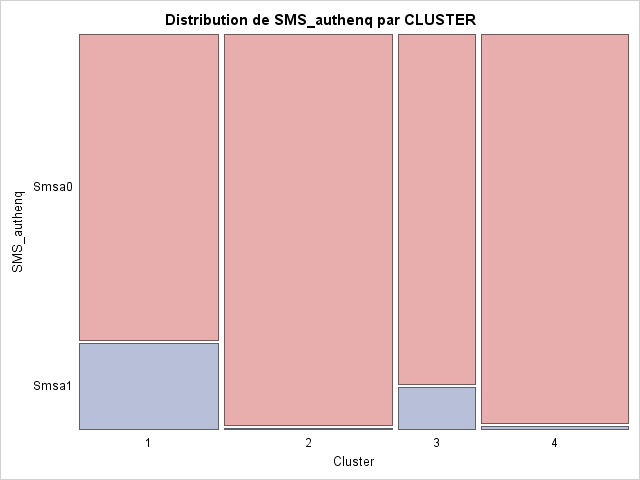 Distribution de SMS_authenq par CLUSTER
SMS_authenq
Smsa0
Smsa1
1 2 3 4
Cluster